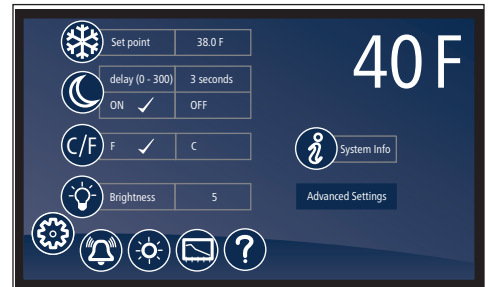 Set point 38.0 F
40 F
delay (0 - 300) 3 seconds
ON ✓ OFF
C/F F ✓ C
i System Info
Brightness 5 Advanced Settings
?